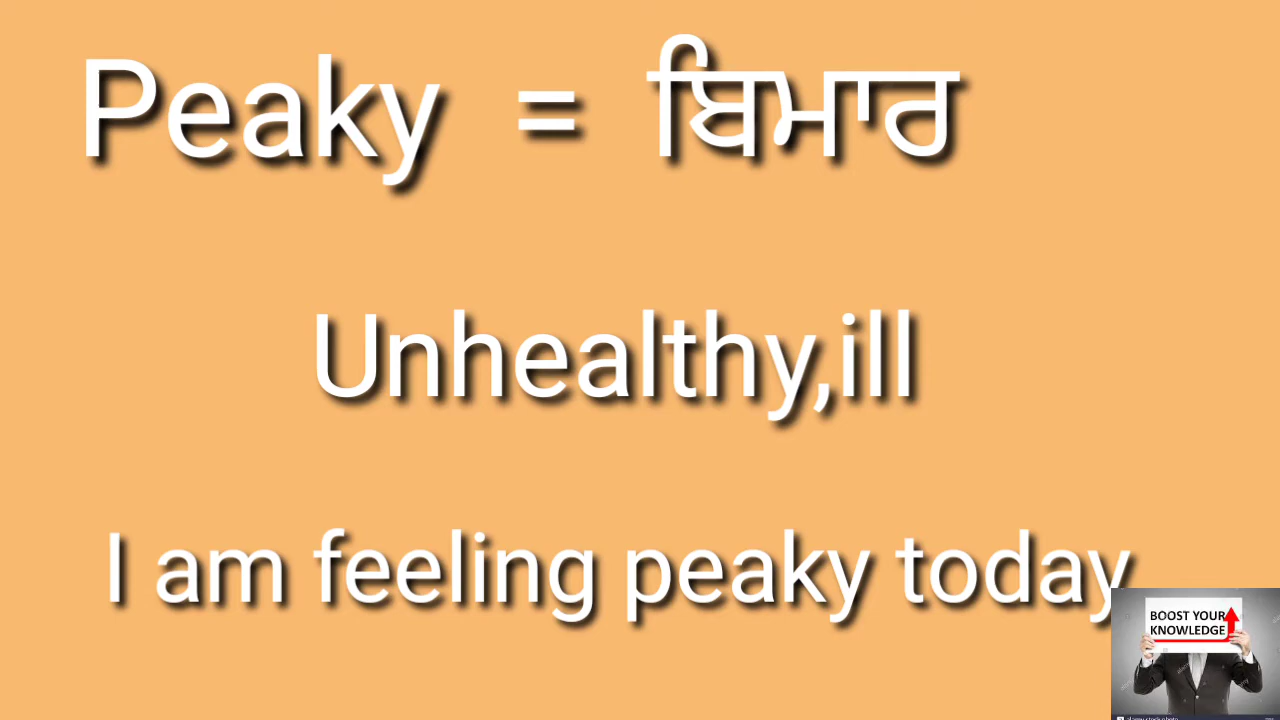 Peaky = ਬਿਮਾਰ
Unhealthy,ill
I am feeling peaky today
BOOST YOUR
KNOWLEDGE